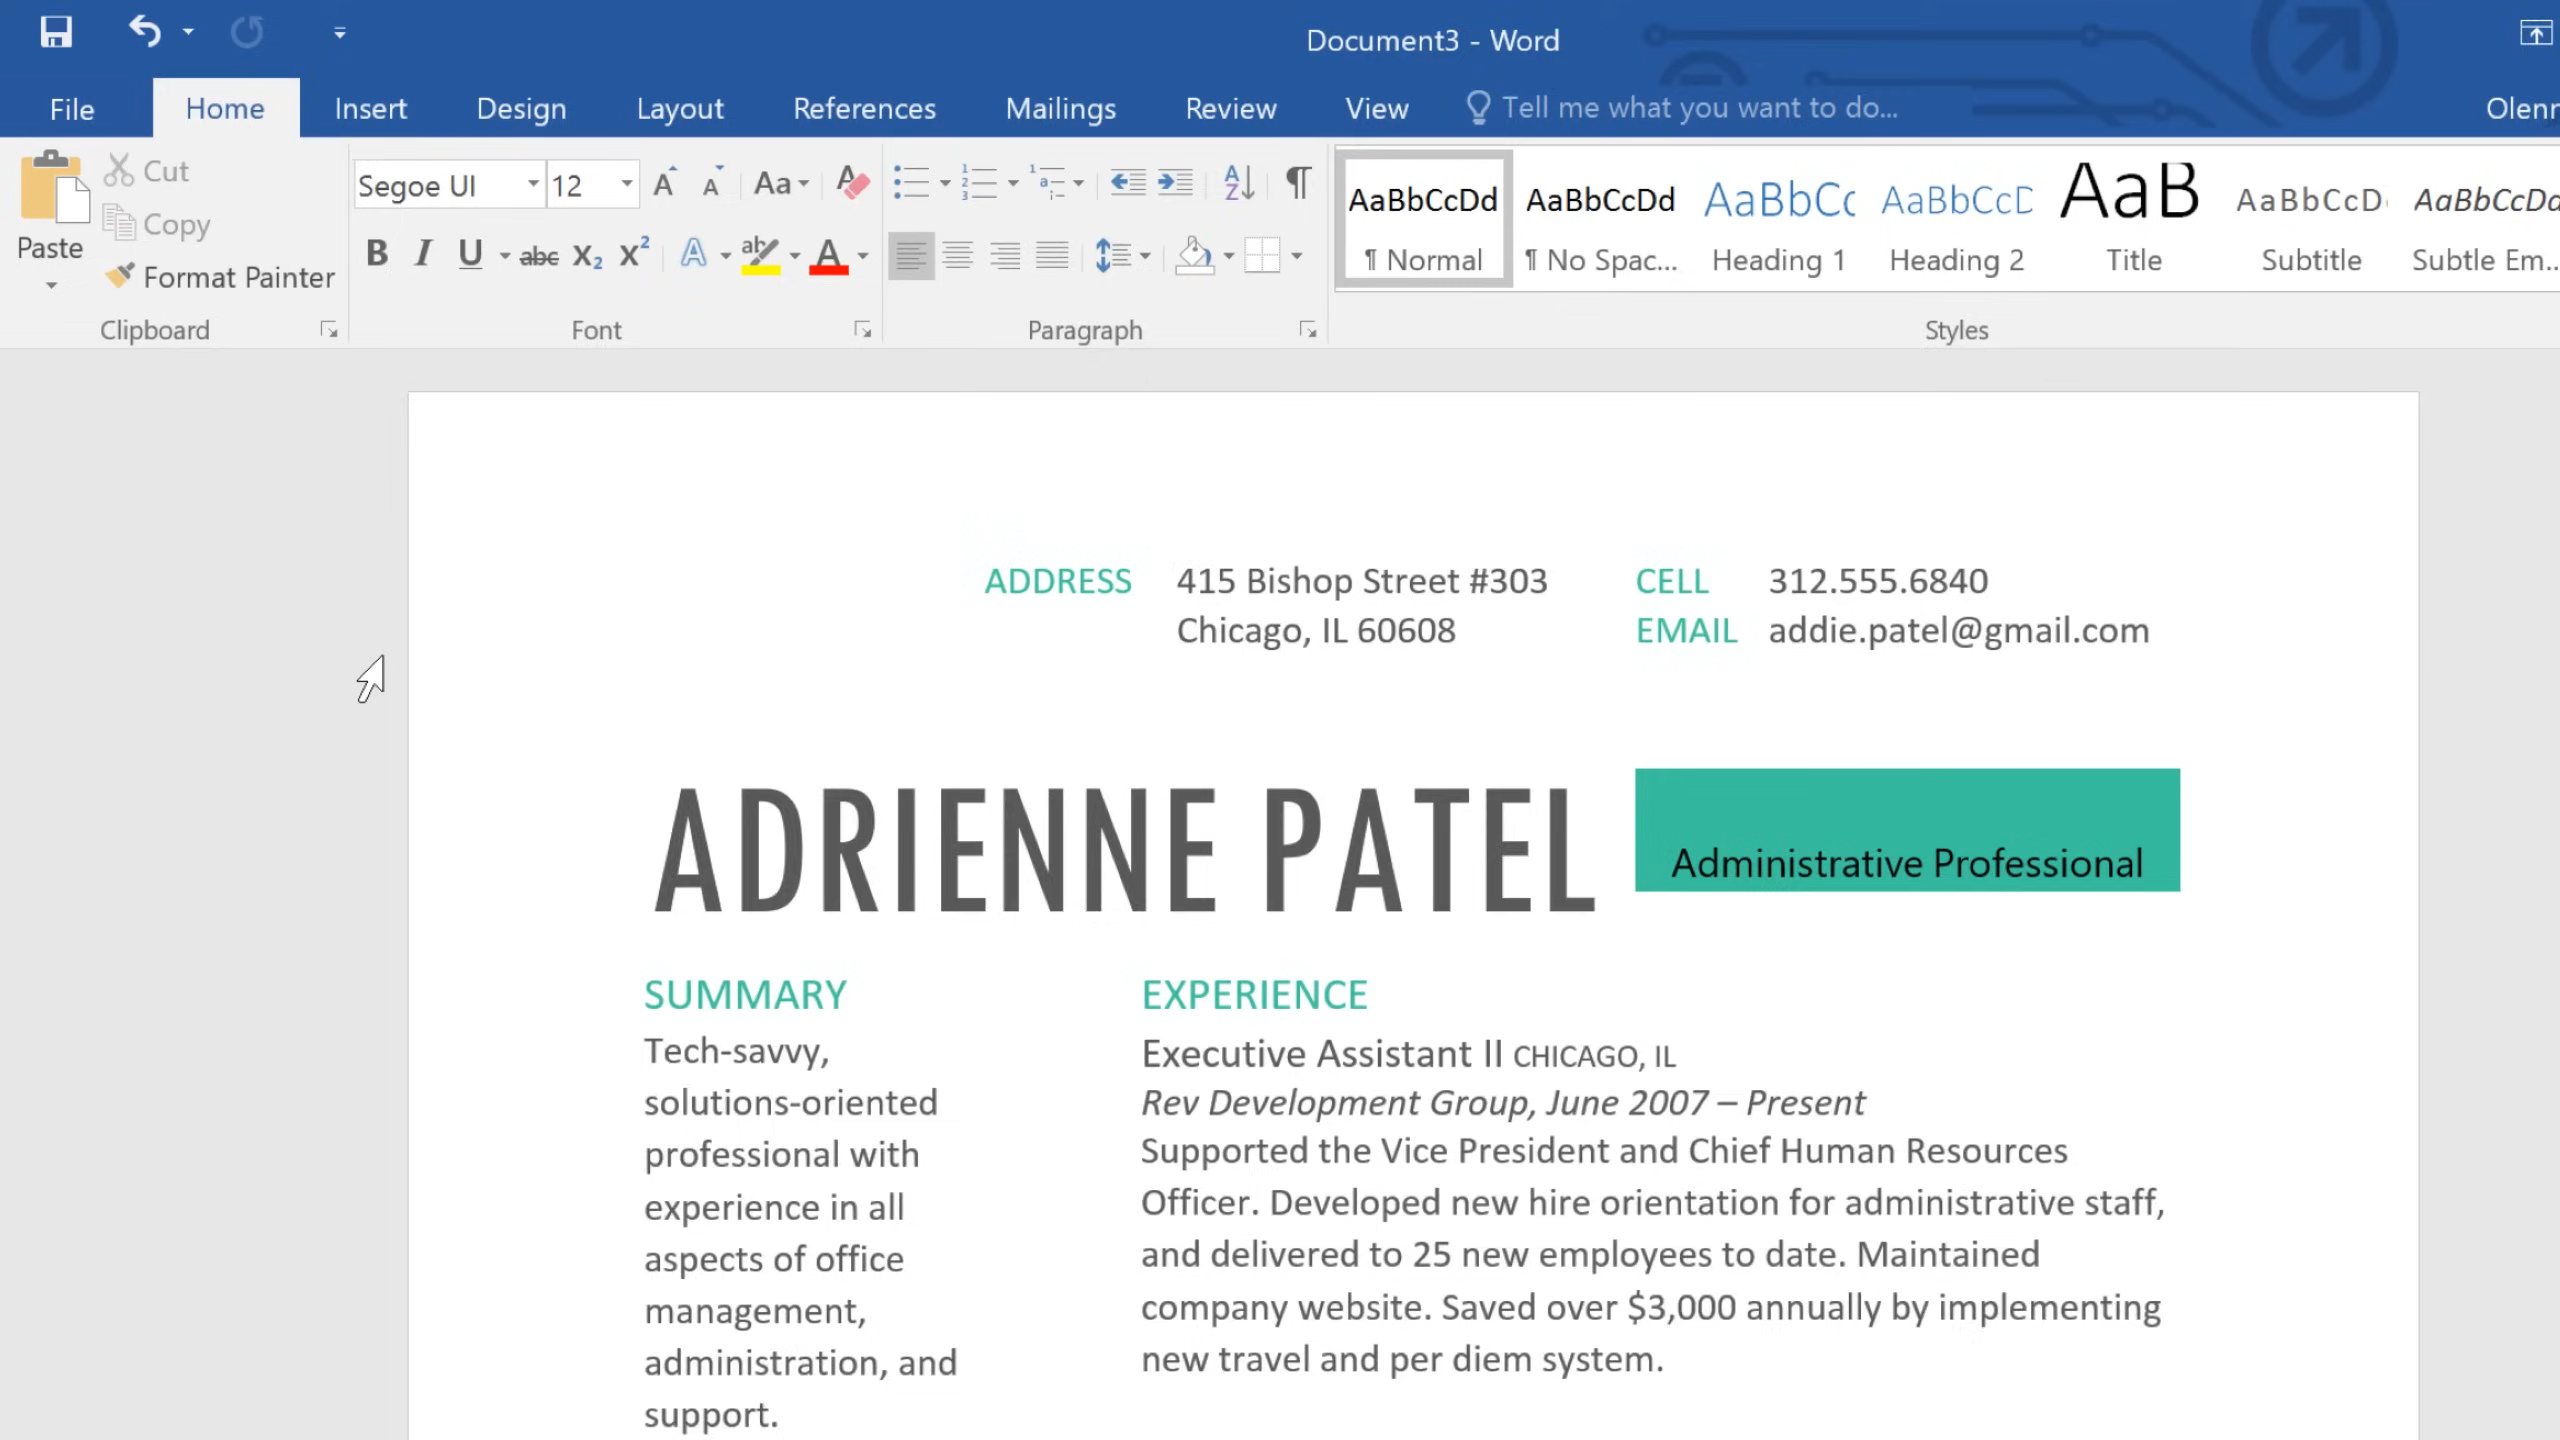 Document3 - Word
File Home Insert Design Layout References Mailings Review View Tell me what you want to do...
Paste
Cut
Copy
Format Painter
Clipboard
Segoe UI 12
Font
Paragraph
AaBbCcDd AaBbCcDd AaBbCc AaBbCcD AaB AaBbCcD AaBbCcDd
¶ Normal ¶ No Spac... Heading 1 Heading 2 Title Subtitle Subtle Em...
Styles
ADDRESS 415 Bishop Street #303 CELL 312.555.6840
Chicago, IL 60608 EMAIL addie.patel@gmail.com
ADRIENNE PATEL
Administrative Professional
SUMMARY
Tech-savvy,
solutions-oriented
professional with
experience in all
aspects of office
management,
administration, and
support.
EXPERIENCE
Executive Assistant II CHICAGO, IL
Rev Development Group, June 2007 – Present
Supported the Vice President and Chief Human Resources
Officer. Developed new hire orientation for administrative staff,
and delivered to 25 new employees to date. Maintained
company website. Saved over $3,000 annually by implementing
new travel and per diem system.